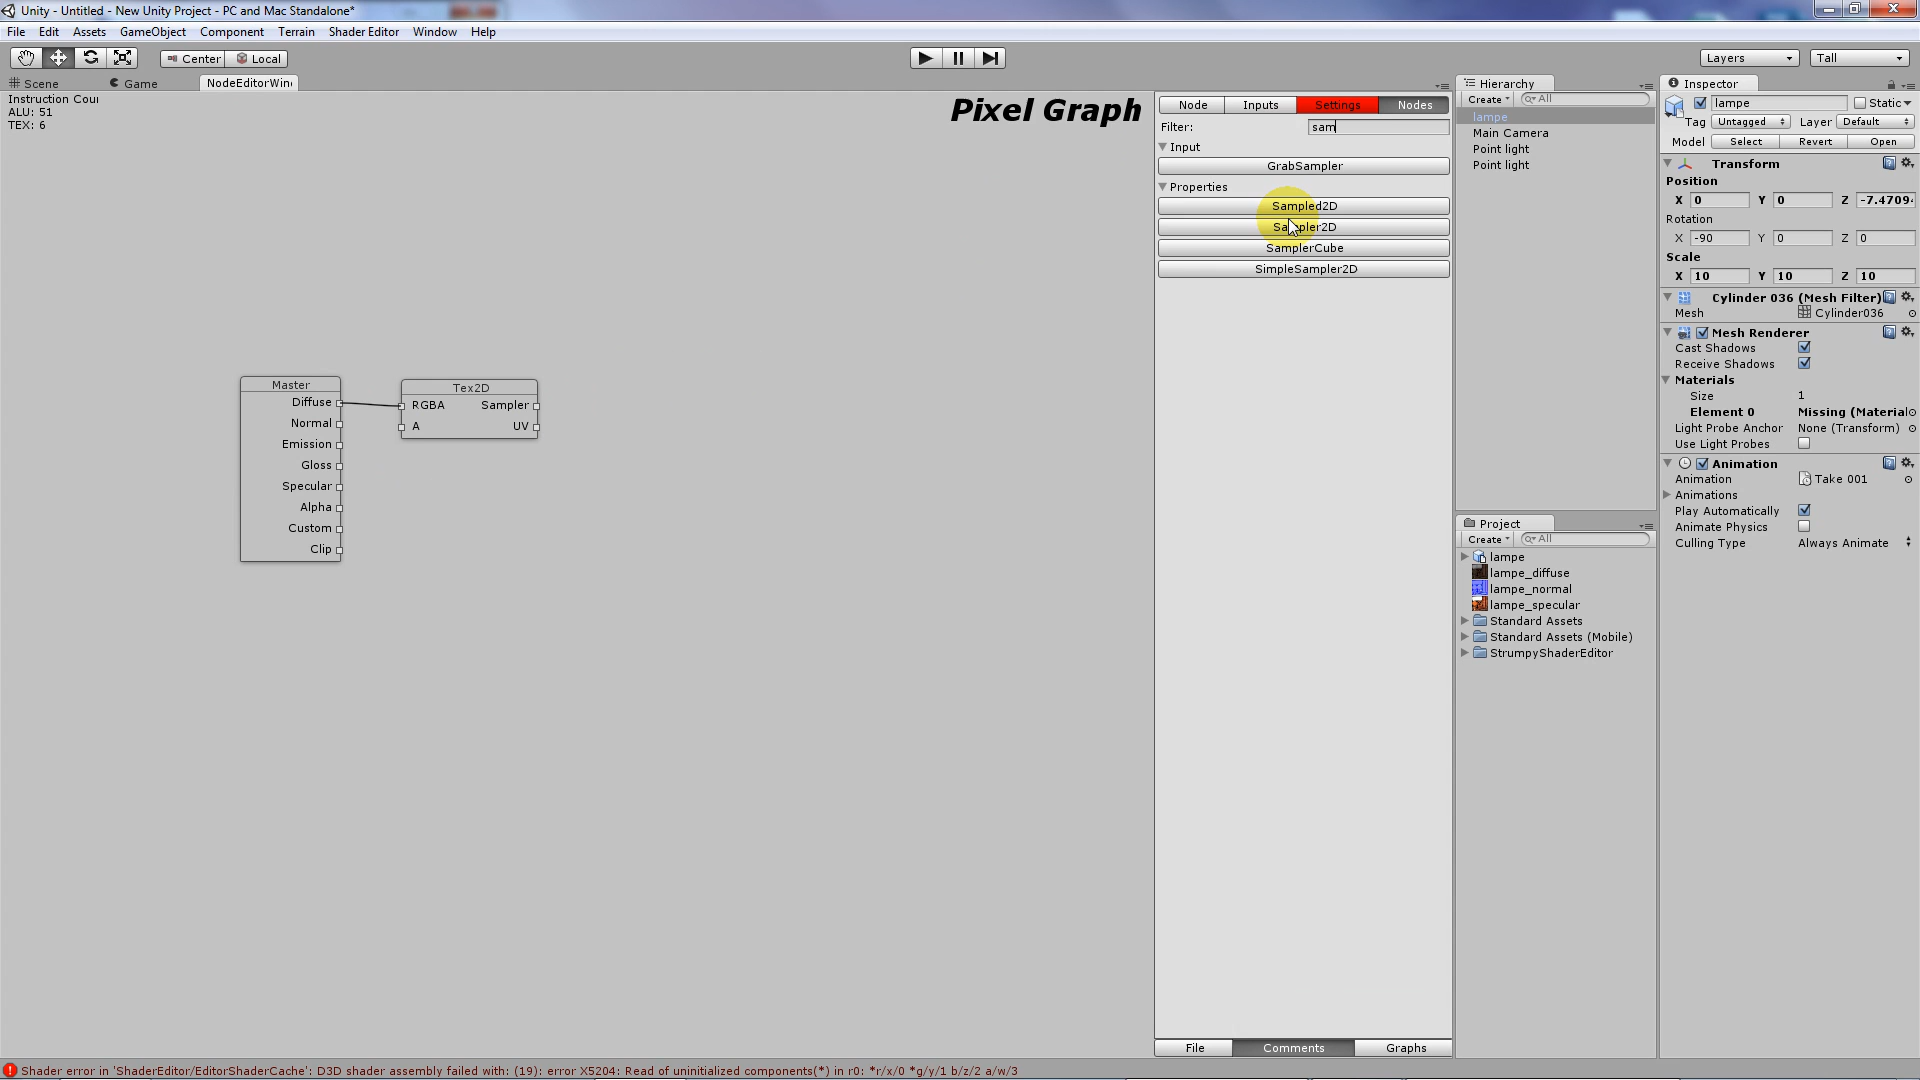 Unity - Untitled - New Unity Project - PC and Mac Standalone*
File Edit Assets GameObject Component Terrain Shader Editor Window Help
Center Local
Layers Tall
Scene Game NodeEditorWin
Instruction Cou
ALU: 51
TEX: 6
Pixel Graph
Master
Diffuse
Normal
Emission
Gloss
Specular
Alpha
Custom
Clip
Tex2D
RGBA Sampler
A UV
Node Inputs Settings Nodes
Filter: sam
Input
GrabSampler
Properties
Sampled2D
Sampler2D
SamplerCube
SimpleSampler2D
File Comments Graphs
Hierarchy
Create All
lampe
Main Camera
Point light
Point light
Project
Create All
lampe
lampe_diffuse
lampe_normal
lampe_specular
Standard Assets
Standard Assets (Mobile)
StrumpyShaderEditor
Inspector
lampe Static
Tag Untagged Layer Default
Model Select Revert Open
Transform
Position
X 0 Y 0 Z -7.4709
Rotation
X -90 Y 0 Z 0
Scale
X 10 Y 10 Z 10
Cylinder 036 (Mesh Filter)
Mesh Cylinder036
Mesh Renderer
Cast Shadows
Receive Shadows
Materials
Size 1
Element 0 Missing (Material
Light Probe Anchor None (Transform)
Use Light Probes
Animation
Animation Take 001
Animations
Play Automatically
Animate Physics
Culling Type Always Animate
Shader error in 'ShaderEditor/EditorShaderCache': D3D shader assembly failed with: (19): error X5204: Read of uninitialized components(*) in r0: *r/x/0 *g/y/1 b/z/2 a/w/3